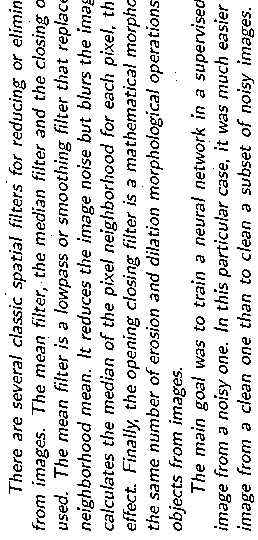 There are several classic spatial filters for reducing or elimin
from images. The mean filter, the median filter and the closing o
used. The mean filter is a lowpass or smoothing filter that replace
neighborhood mean. It reduces the image noise but blurs the imag
calculates the median of the pixel neighborhood for each pixel, th
effect. Finally, the opening closing filter is a mathematical morpho
the same number of erosion and dilation morphological operations
objects from images.
The main goal was to train a neural network in a supervised
image from a noisy one. In this particular case, it was much easier
image from a clean one than to clean a subset of noisy images.